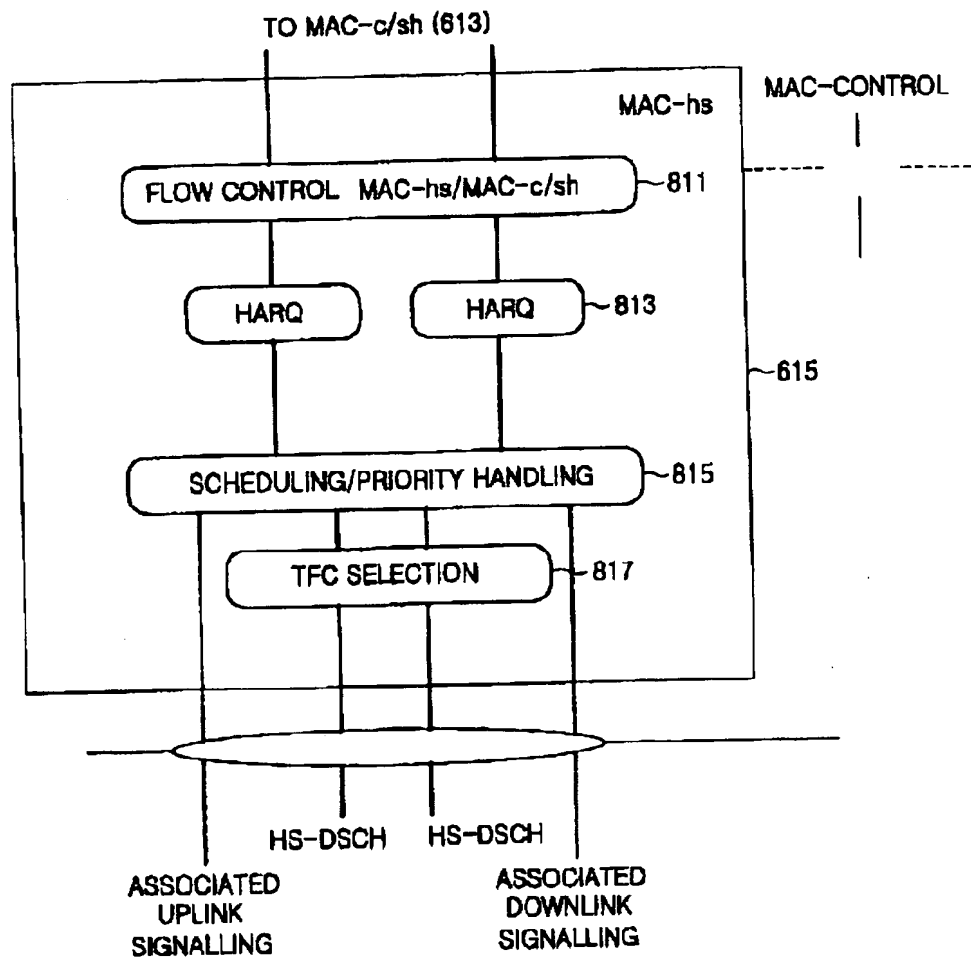 TO MAC-c/sh (613)
MAC-hs
MAC-CONTROL
FLOW CONTROL MAC-hs/MAC-c/sh
811
HARQ
HARQ
813
615
SCHEDULING/PRIORITY HANDLING
815
TFC SELECTION
817
HS-DSCH
HS-DSCH
ASSOCIATED
UPLINK
SIGNALLING
ASSOCIATED
DOWNLINK
SIGNALLING